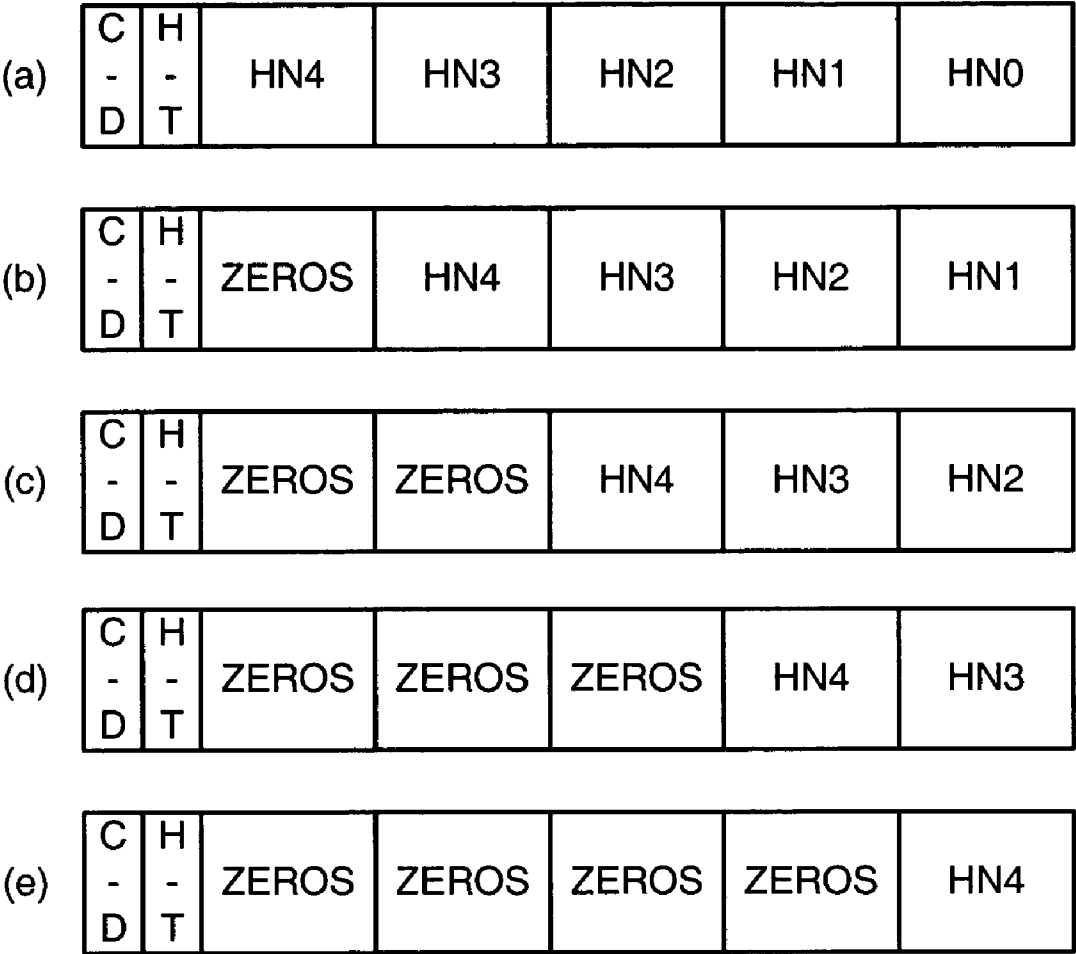 (a) C - D H - T HN4 HN3 HN2 HN1 HN0
(b) C - D H - T ZEROS HN4 HN3 HN2 HN1
(c) C - D H - T ZEROS ZEROS HN4 HN3 HN2
(d) C - D H - T ZEROS ZEROS ZEROS HN4 HN3
(e) C - D H - T ZEROS ZEROS ZEROS ZEROS HN4